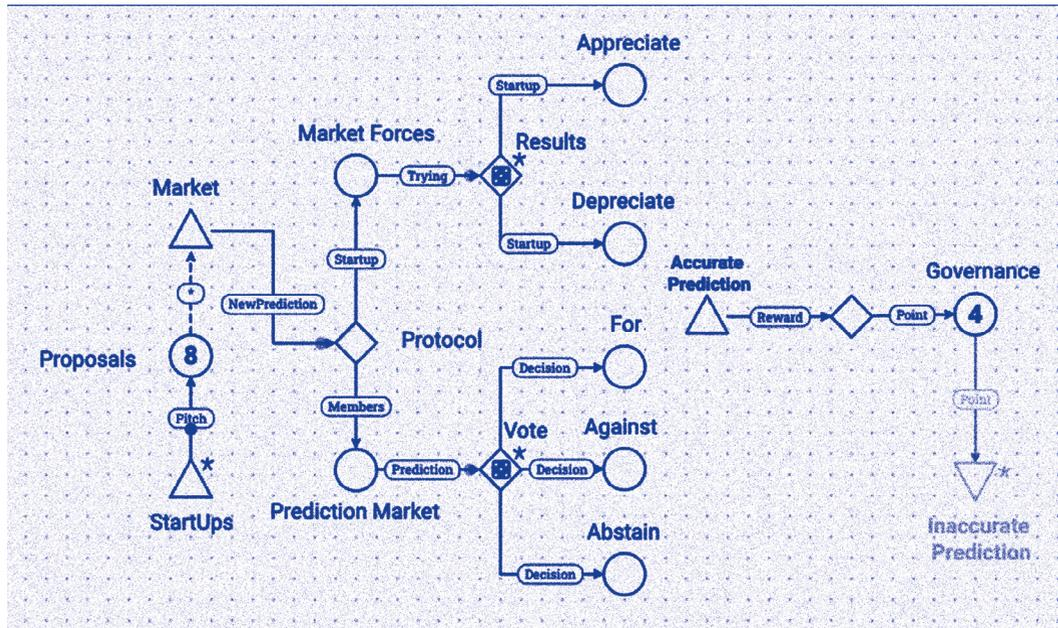 Appreciate
Startup
Market Forces
Results
*
Trying
Market
Depreciate
Startup
Startup
Accurate
Prediction
Governance
*
NewPrediction
Reward
Point
4
For
Protocol
Proposals
8
Decision
Point
Members
Pitch
Vote
Against
*
*
Prediction
Decision
*
StartUps
Prediction Market
Abstain
Inaccurate
Prediction
Decision